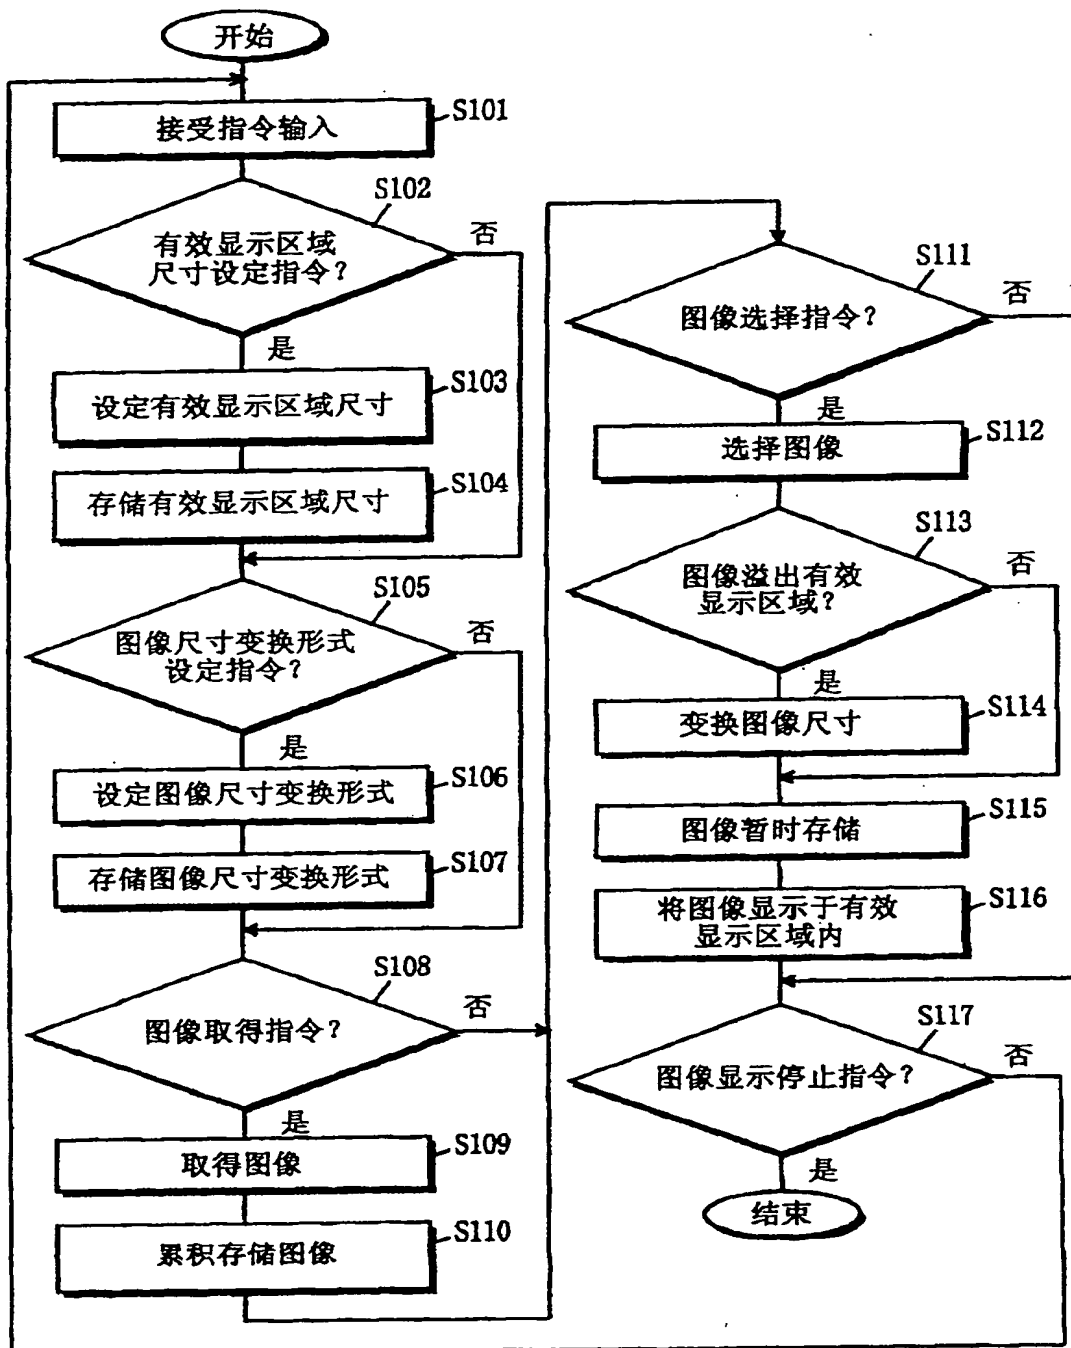 开始
接受指令输入
S101
S102
有效显示区域
尺寸设定指令?
否
是
设定有效显示区域尺寸
S103
存储有效显示区域尺寸
S104
S105
图像尺寸变换形式
设定指令?
否
是
设定图像尺寸变换形式
S106
存储图像尺寸变换形式
S107
S108
图像取得指令?
否
是
取得图像
S109
累积存储图像
S110
S111
图像选择指令?
否
是
选择图像
S112
S113
图像溢出有效
显示区域?
否
是
变换图像尺寸
S114
图像暂时存储
S115
将图像显示于有效
显示区域内
S116
S117
图像显示停止指令?
否
是
结束